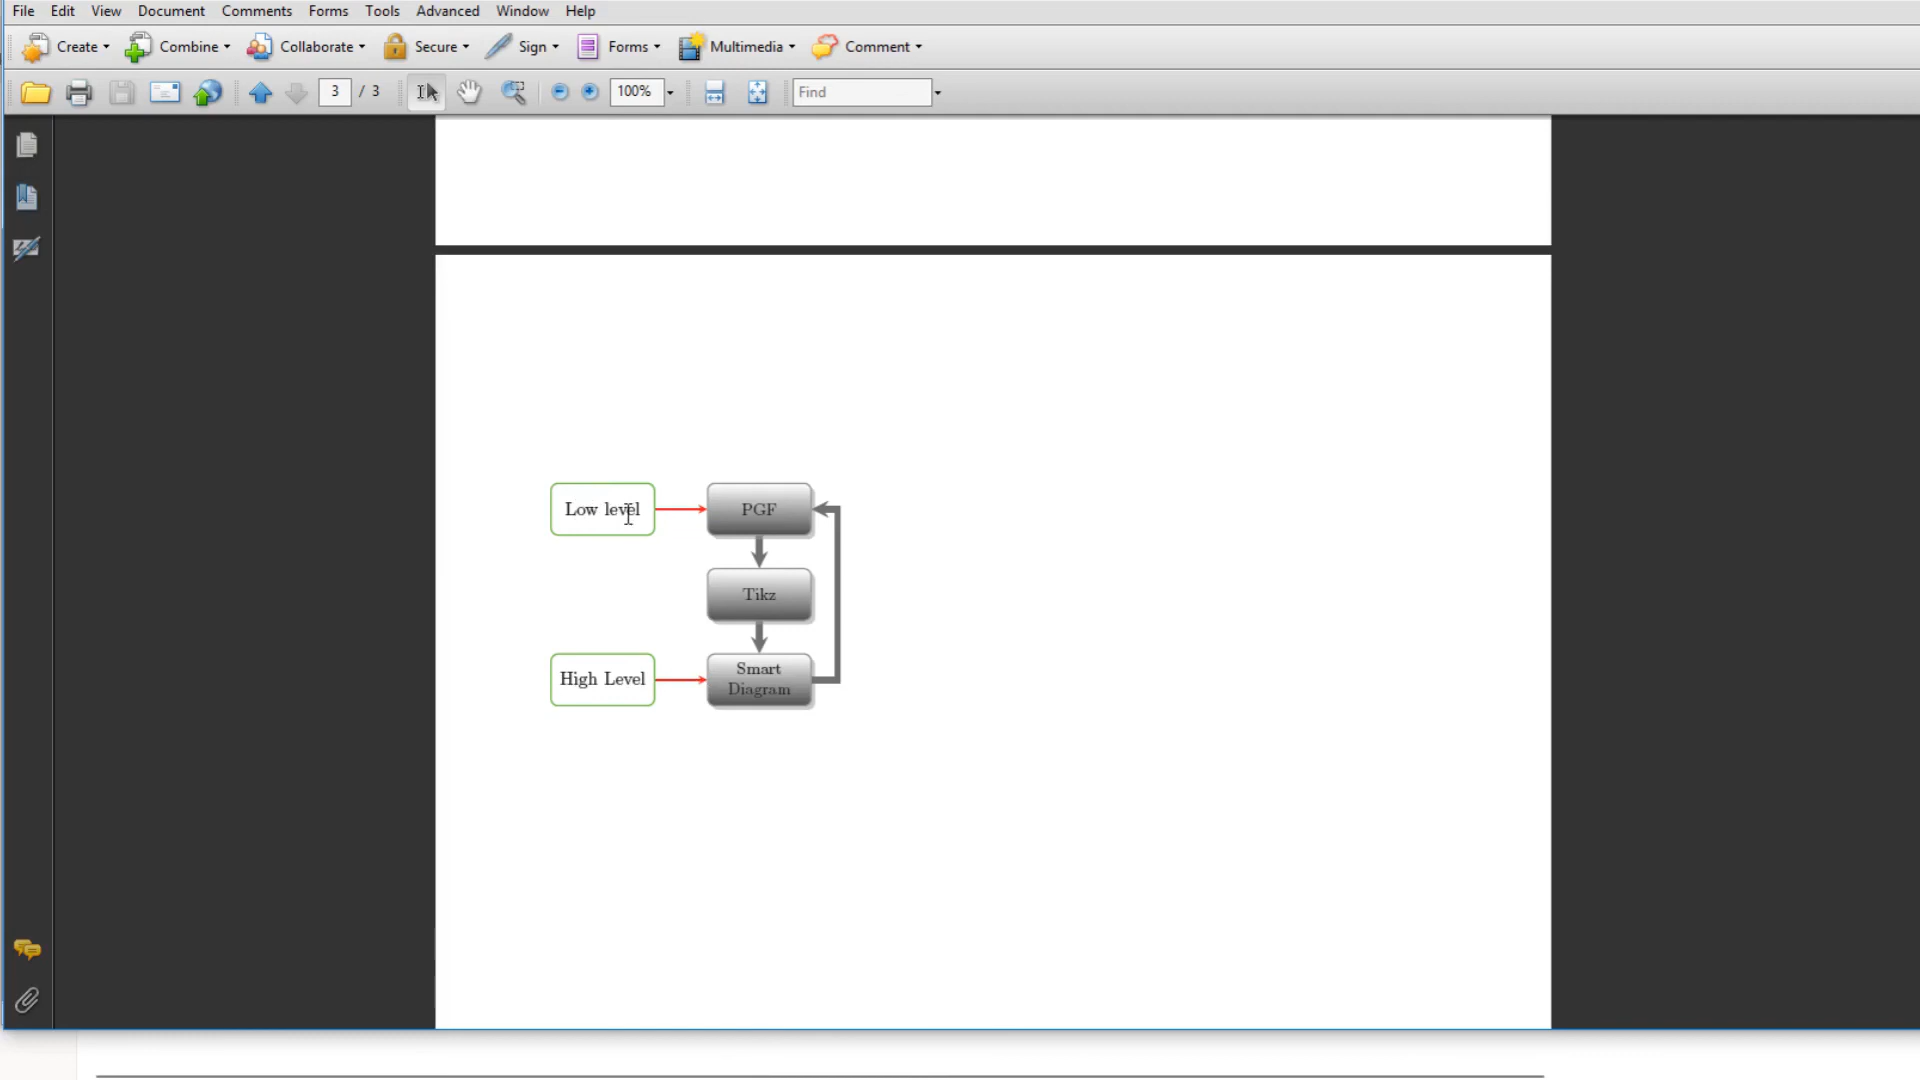 File Edit View Document Comments Forms Tools Advanced Window Help
Create Combine Collaborate Secure Sign Forms Multimedia Comment
3 / 3 100% Find
Low level PGF
Tikz
High Level Smart
Diagram